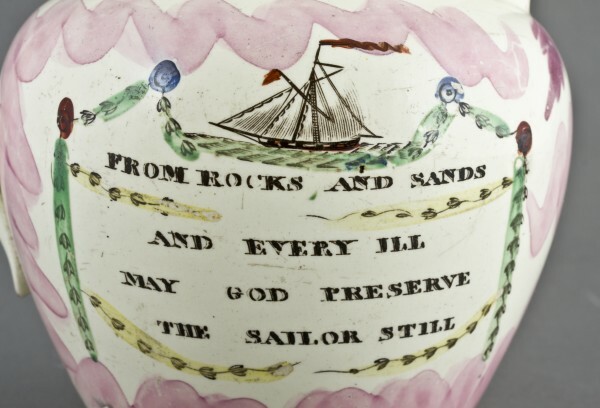 FROM ROCKS AND SANDS
AND EVERY ILL
MAY GOD PRESERVE
THE SAILOR STILL